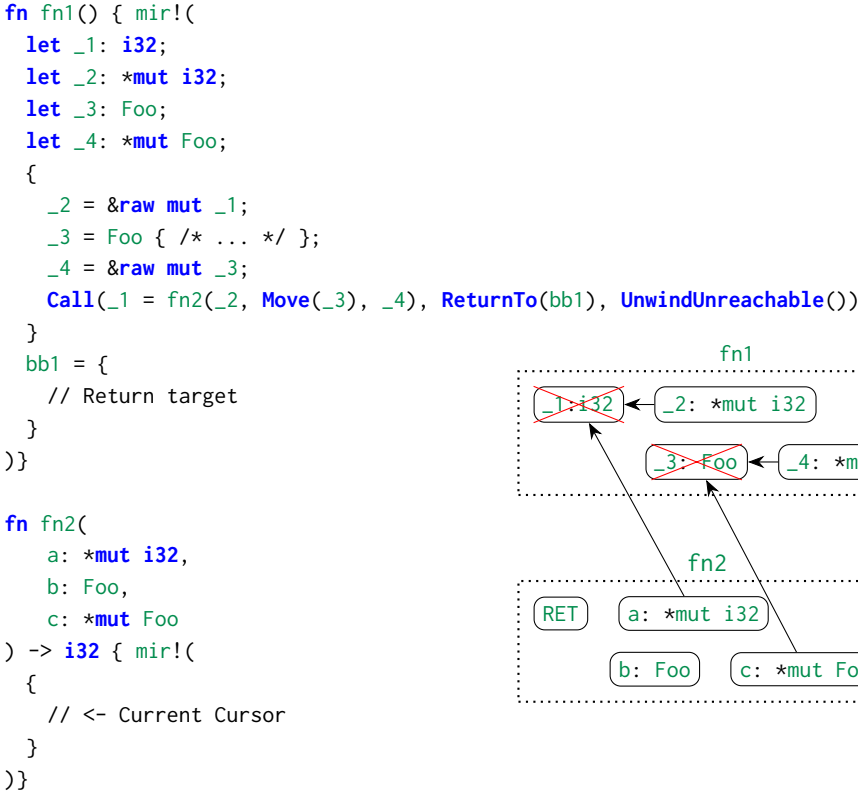 fn fn1() { mir!(
let _1: i32;
let _2: *mut i32;
let _3: Foo;
let _4: *mut Foo;
{
_2 = &raw mut _1;
_3 = Foo { /* ... */ };
_4 = &raw mut _3;
Call(_1 = fn2(_2, Move(_3), _4), ReturnTo(bb1), UnwindUnreachable())
}
bb1 = {
// Return target
}
)}
fn fn2(
a: *mut i32,
b: Foo,
c: *mut Foo
) -> i32 { mir!(
{
// <- Current Cursor
}
)}
fn1
_1:i32
_2: *mut i32
_3: Foo
_4: *m
fn2
RET
a: *mut i32
b: Foo
c: *mut Fo